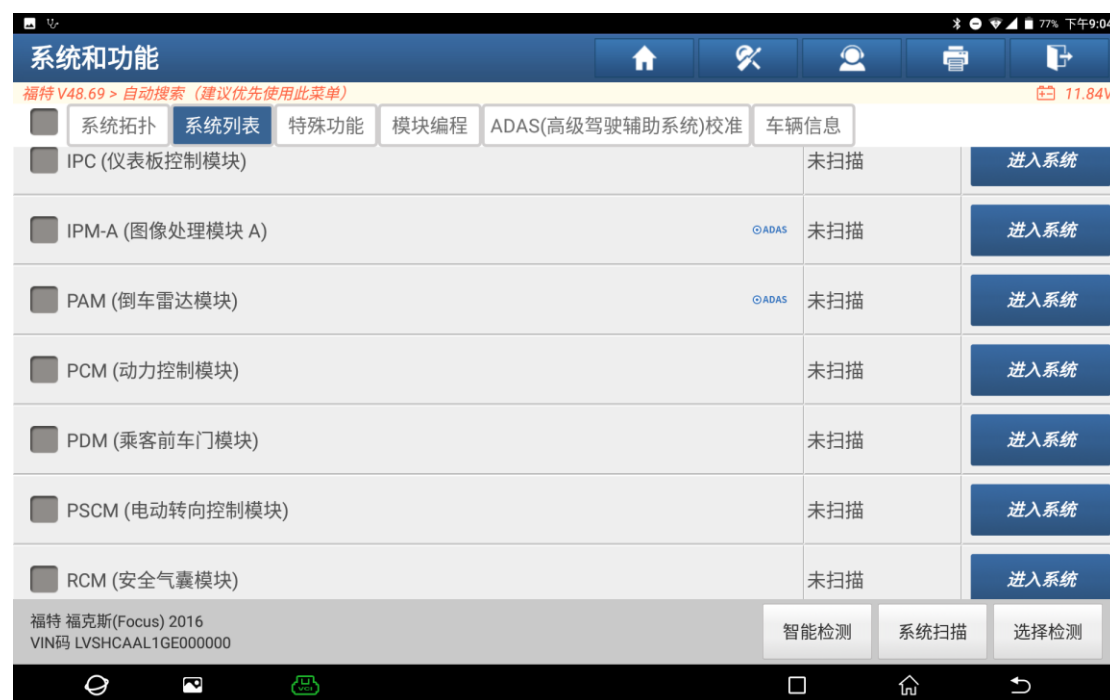 77% 下午9:04
系统和功能
福特 V48.69 > 自动搜索（建议优先使用此菜单）
11.84V
系统拓扑 系统列表 特殊功能 模块编程 ADAS(高级驾驶辅助系统)校准 车辆信息
IPC (仪表板控制模块) 未扫描 进入系统
IPM-A (图像处理模块 A) ADAS 未扫描 进入系统
PAM (倒车雷达模块) ADAS 未扫描 进入系统
PCM (动力控制模块) 未扫描 进入系统
PDM (乘客前车门模块) 未扫描 进入系统
PSCM (电动转向控制模块) 未扫描 进入系统
RCM (安全气囊模块) 未扫描 进入系统
福特 福克斯(Focus) 2016
VIN码 LVSHCAAL1GE000000
智能检测 系统扫描 选择检测
VCI